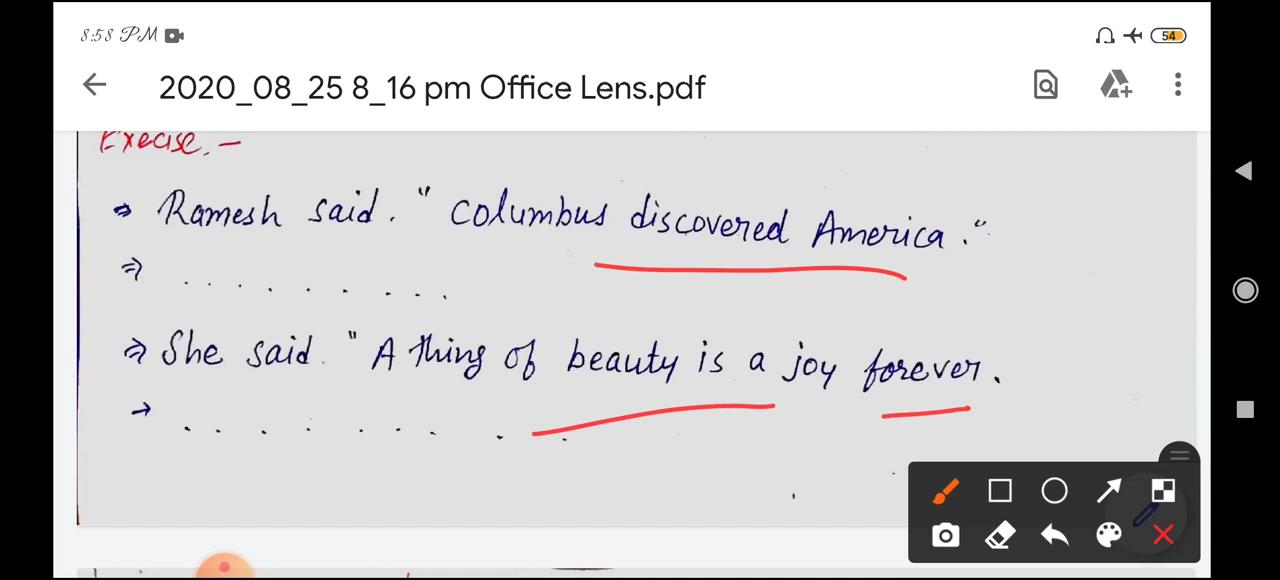 8:58 PM
54
2020_08_25 8_16 pm Office Lens.pdf
Execise.-
⇒ Ramesh said. " Columbus discovered America."
⇒ . . . . . . . . .
⇒ She said. "A thing of beauty is a joy forever.
→ . . . . . . . .